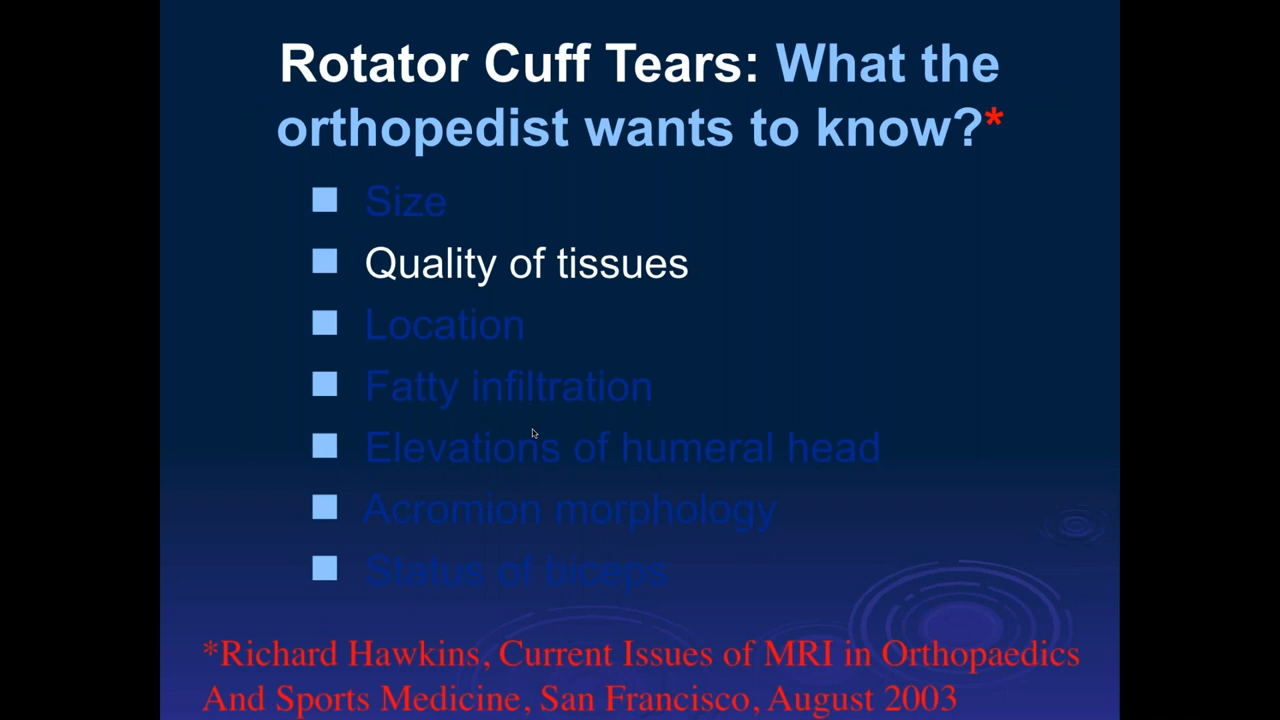 Rotator Cuff Tears: What the
orthopedist wants to know?*
Size
Quality of tissues
Location
Fatty infiltration
Elevations of humeral head
Acromion morphology
Status of biceps
*Richard Hawkins, Current Issues of MRI in Orthopaedics
And Sports Medicine, San Francisco, August 2003